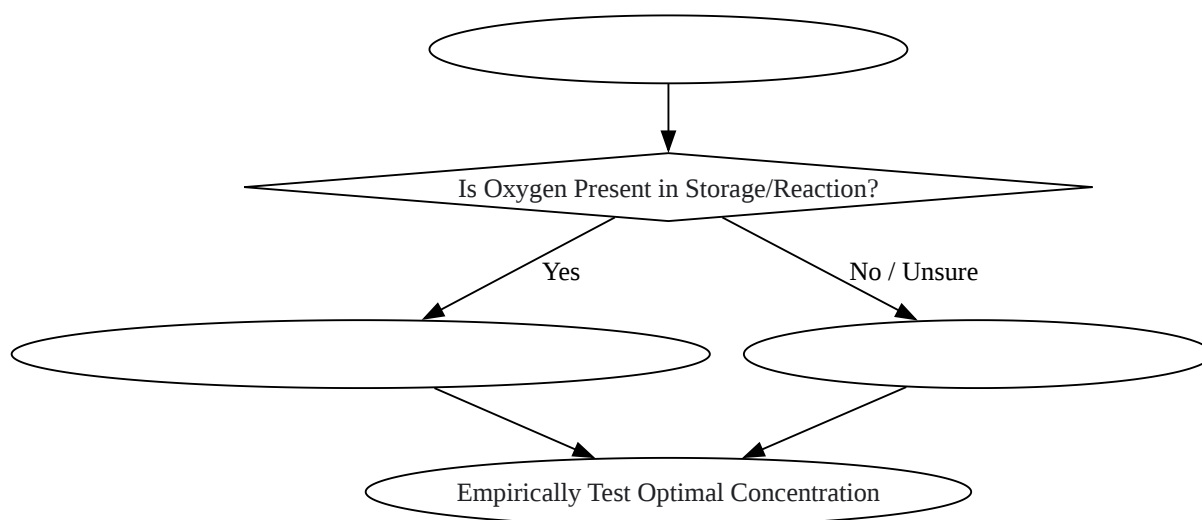 Is Oxygen Present in Storage/Reaction?
Yes
No / Unsure
Empirically Test Optimal Concentration